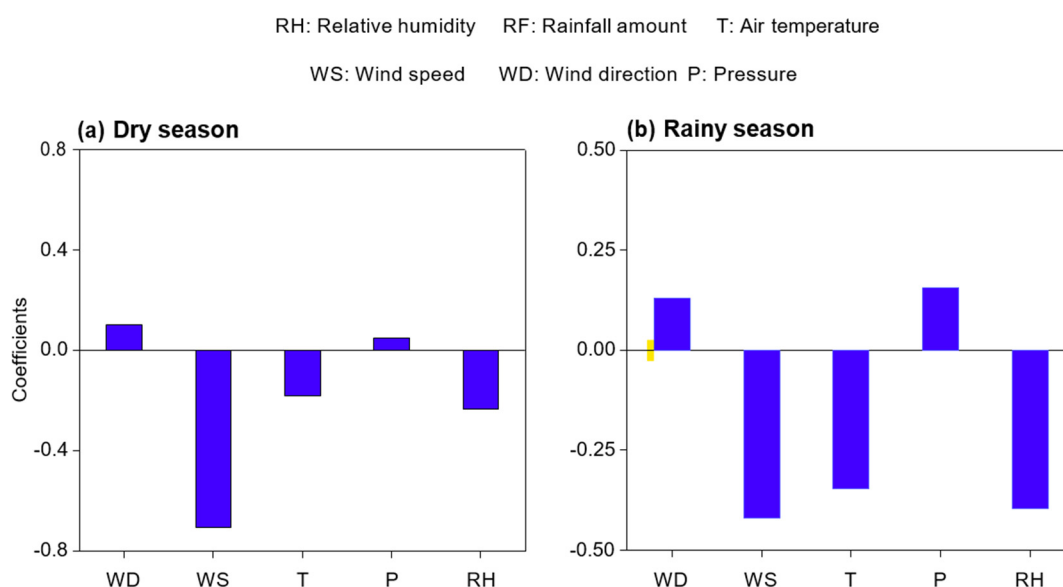 RH: Relative humidity RF: Rainfall amount T: Air temperature
WS: Wind speed WD: Wind direction P: Pressure
(a) Dry season
(b) Rainy season
Coefficients
0.8
0.4
0.0
-0.4
-0.8
WD WS T P RH
0.50
0.25
0.00
-0.25
-0.50
WD WS T P RH